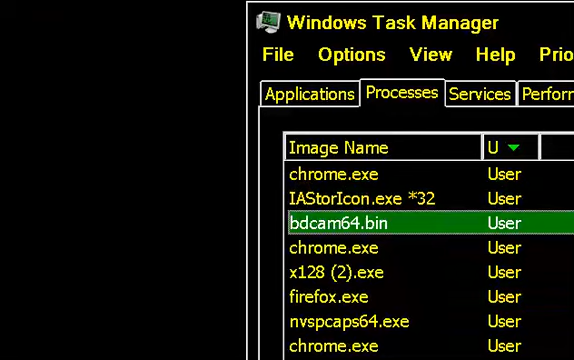 Windows Task Manager
File Options View Help Prio
Applications Processes Services Perform
Image Name U
chrome.exe User
IAStorIcon.exe *32 User
bdcam64.bin User
chrome.exe User
x128 (2).exe User
firefox.exe User
nvspcaps64.exe User
chrome.exe User